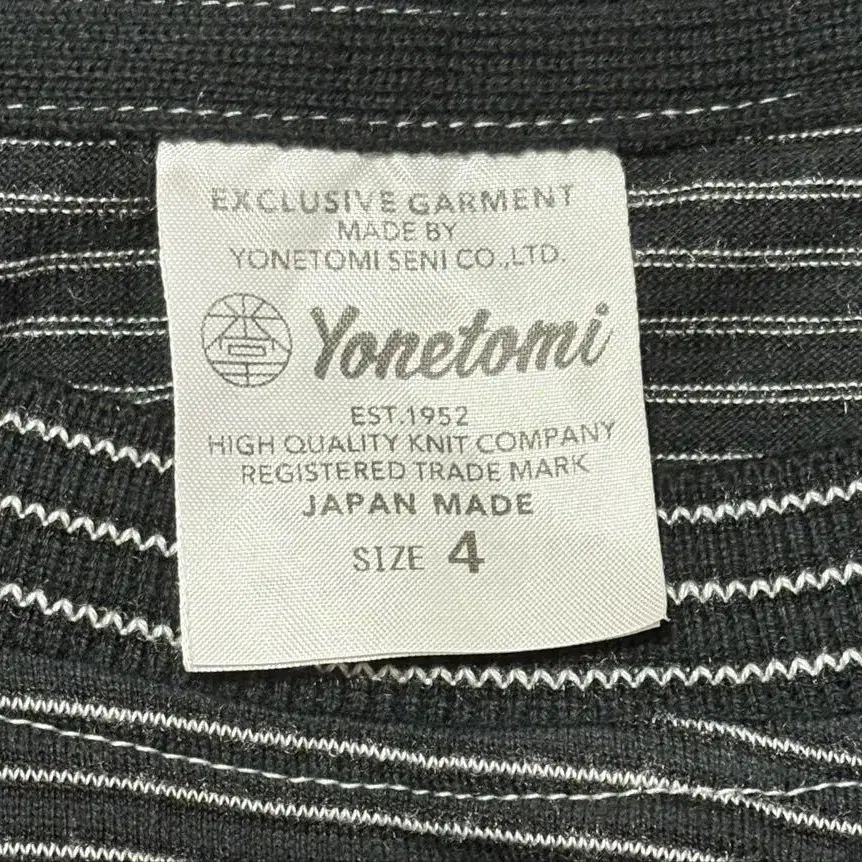 EXCLUSIVE GARMENT
MADE BY
YONETOMI SENI CO.,LTD.
Yonetomi
EST.1952
HIGH QUALITY KNIT COMPANY
REGISTERED TRADE MARK
JAPAN MADE
SIZE 4